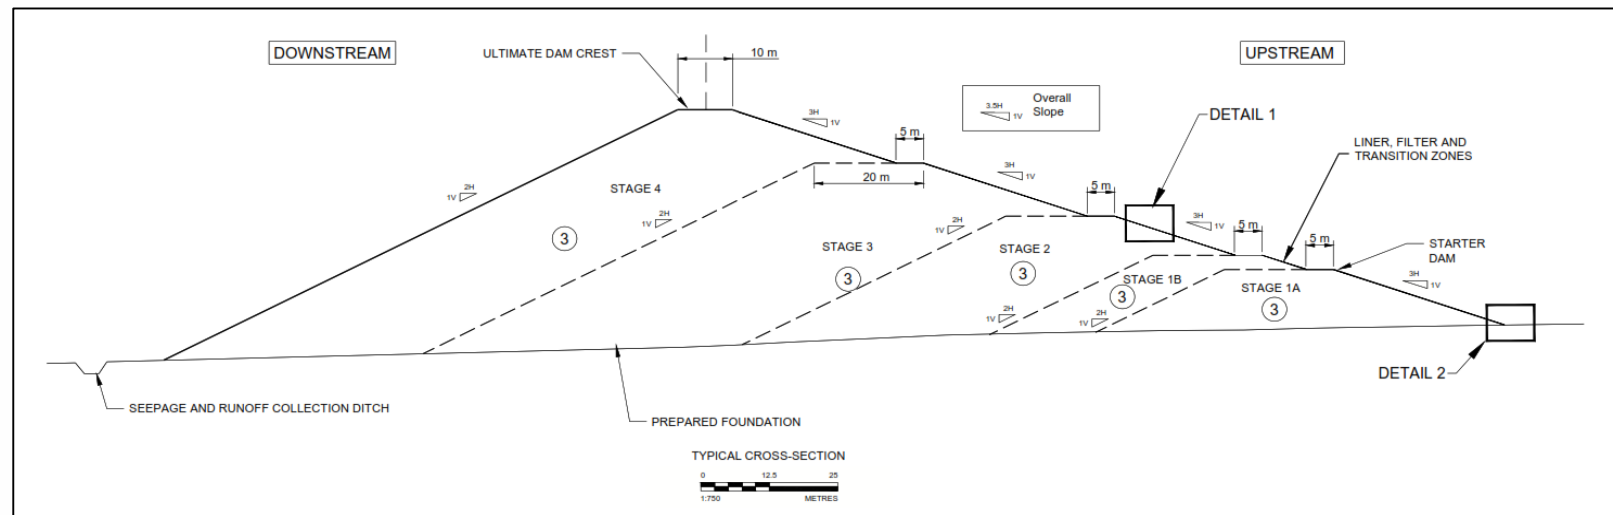 DOWNSTREAM
ULTIMATE DAM CREST
10 m
UPSTREAM
3.5H
1V
Overall
Slope
DETAIL 1
3H
1V
5 m
LINER, FILTER AND
TRANSITION ZONES
20 m
3H
1V
2H
1V
STAGE 4
5 m
2H
1V
2H
1V
3H
1V
3
5 m
5 m
STARTER
DAM
STAGE 3
STAGE 2
3
3
STAGE 1B
3
STAGE 1A
3
3H
1V
2H
1V
2H
1V
DETAIL 2
SEEPAGE AND RUNOFF COLLECTION DITCH
PREPARED FOUNDATION
TYPICAL CROSS-SECTION
0 12.5 25
1:750 METRES